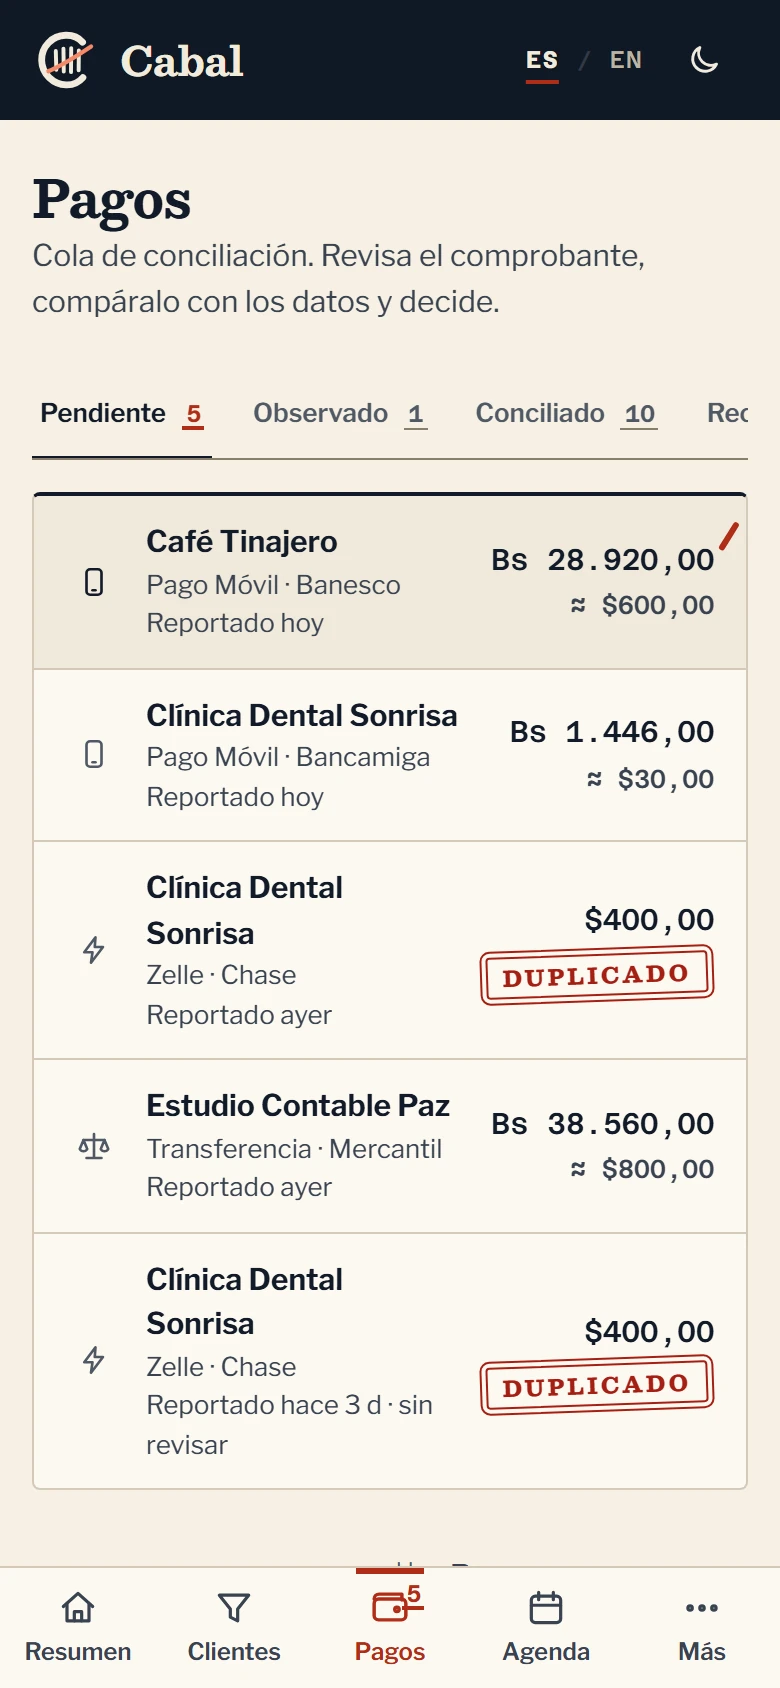 Cabal
ES / EN
Pagos
Cola de conciliación. Revisa el comprobante,
compáralo con los datos y decide.
Pendiente 5 Observado 1 Conciliado 10 Rec
Café Tinajero
Pago Móvil · Banesco
Reportado hoy
Bs 28.920,00
≈ $600,00
Clínica Dental Sonrisa
Pago Móvil · Bancamiga
Reportado hoy
Bs 1.446,00
≈ $30,00
Clínica Dental
Sonrisa
Zelle · Chase
Reportado ayer
$400,00
DUPLICADO
Estudio Contable Paz
Transferencia · Mercantil
Reportado ayer
Bs 38.560,00
≈ $800,00
Clínica Dental
Sonrisa
Zelle · Chase
Reportado hace 3 d · sin
revisar
$400,00
DUPLICADO
5
Resumen Clientes Pagos Agenda Más